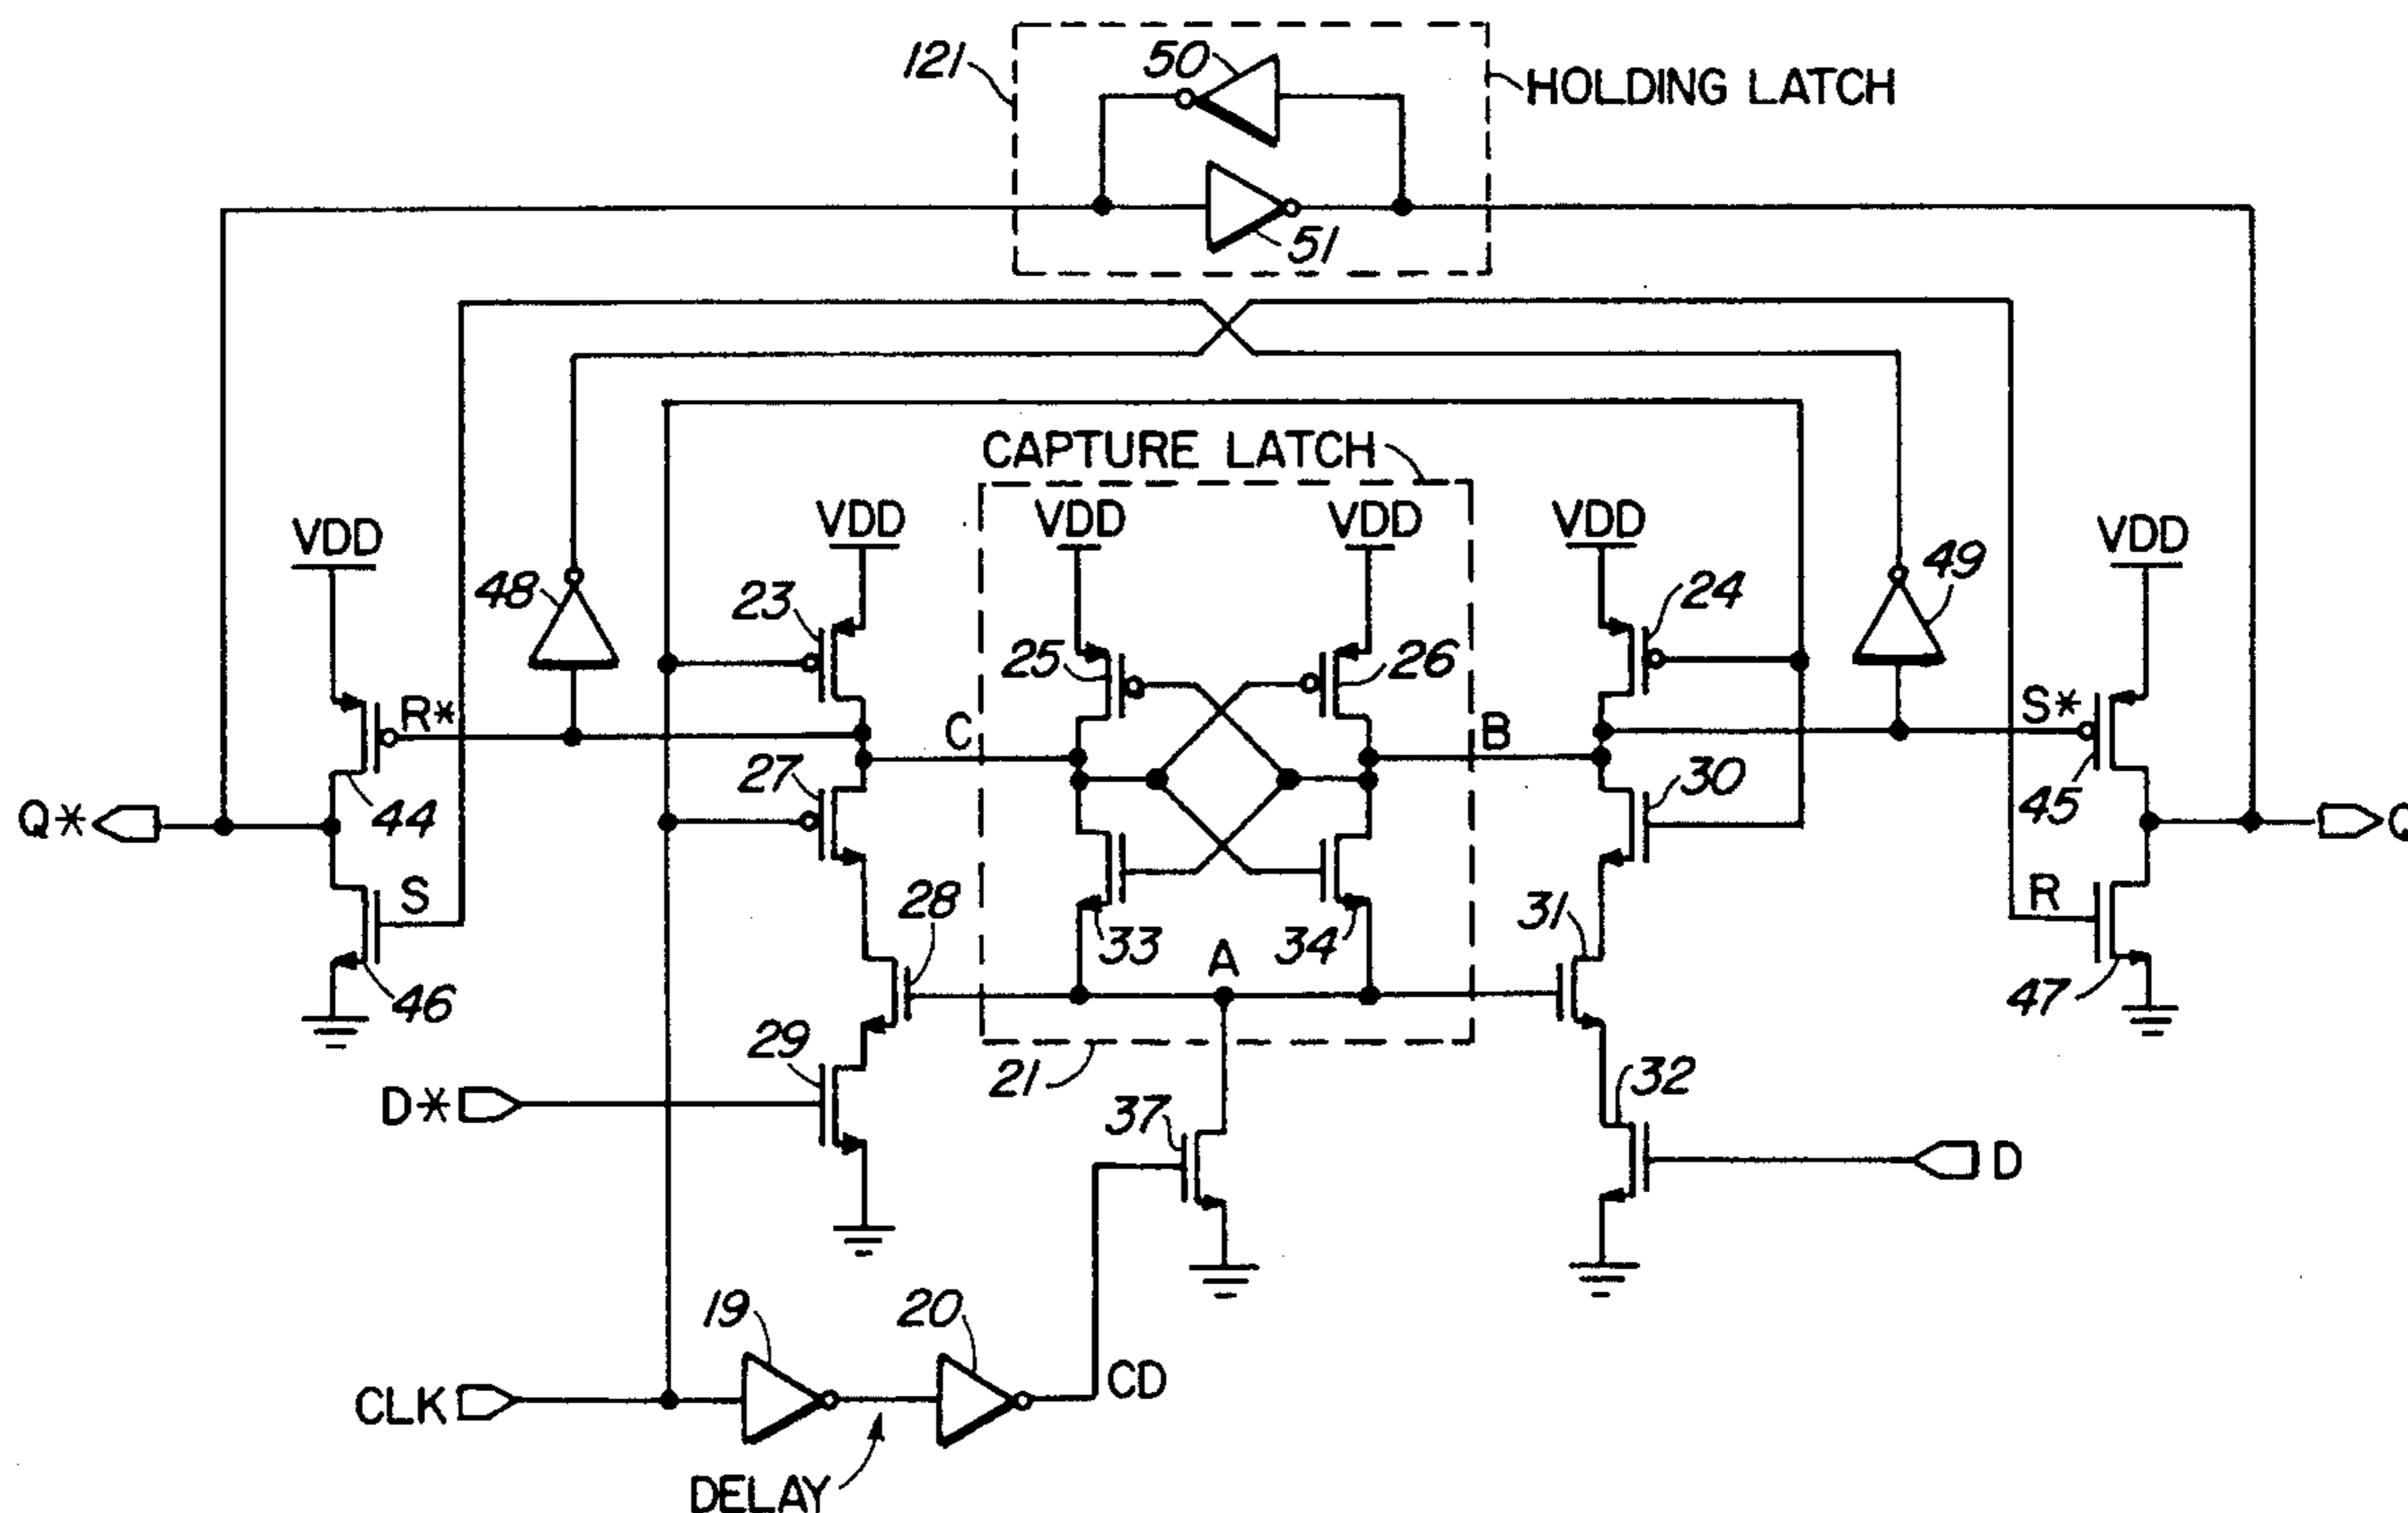 121
50
HOLDING LATCH
51
CAPTURE LATCH
VDD
VDD
VDD
VDD
VDD
VDD
48
23
25
26
24
49
R*
C
B
S*
27
30
Q*
44
45
Q
S
28
33
34
31
R
A
46
47
29
21
37
32
D*
D
19
20
CLK
CD
DELAY